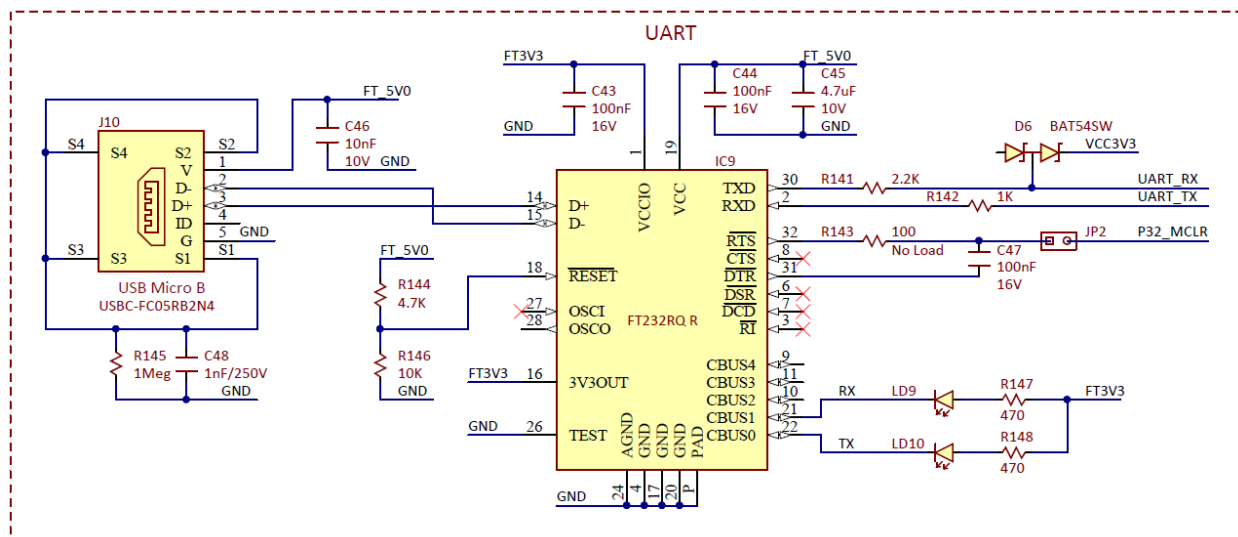 UART
FT3V3
C43
100nF
16V
GND
C44
100nF
16V
FT_5V0
C45
4.7uF
10V
GND
J10
S4
S4
S2
S2
V
1
D-
2
D+
3
ID
4
G
5
GND
S3
S3
S1
S1
USB Micro B
USBC-FC05RB2N4
FT_5V0
C46
10nF
10V
GND
R145
1Meg
C48
1nF/250V
GND
FT_5V0
R144
4.7K
R146
10K
GND
IC9
1
VCCIO
19
VCC
14
D+
15
D-
18
RESET
27
OSCI
28
OSCO
FT3V3
16
3V3OUT
GND
26
TEST
FT232RQ R
TXD
30
RXD
2
RTS
32
CTS
8
DTR
31
DSR
6
DCD
7
RI
3
CBUS4
9
CBUS3
11
CBUS2
10
CBUS1
21
CBUS0
22
AGND
GND
GND
GND
PAD
GND
24
4
17
20
P
D6
BAT54SW
VCC3V3
R141
2.2K
UART_RX
R142
1K
UART_TX
R143
100
No Load
JP2
P32_MCLR
C47
100nF
16V
RX
LD9
R147
470
FT3V3
TX
LD10
R148
470